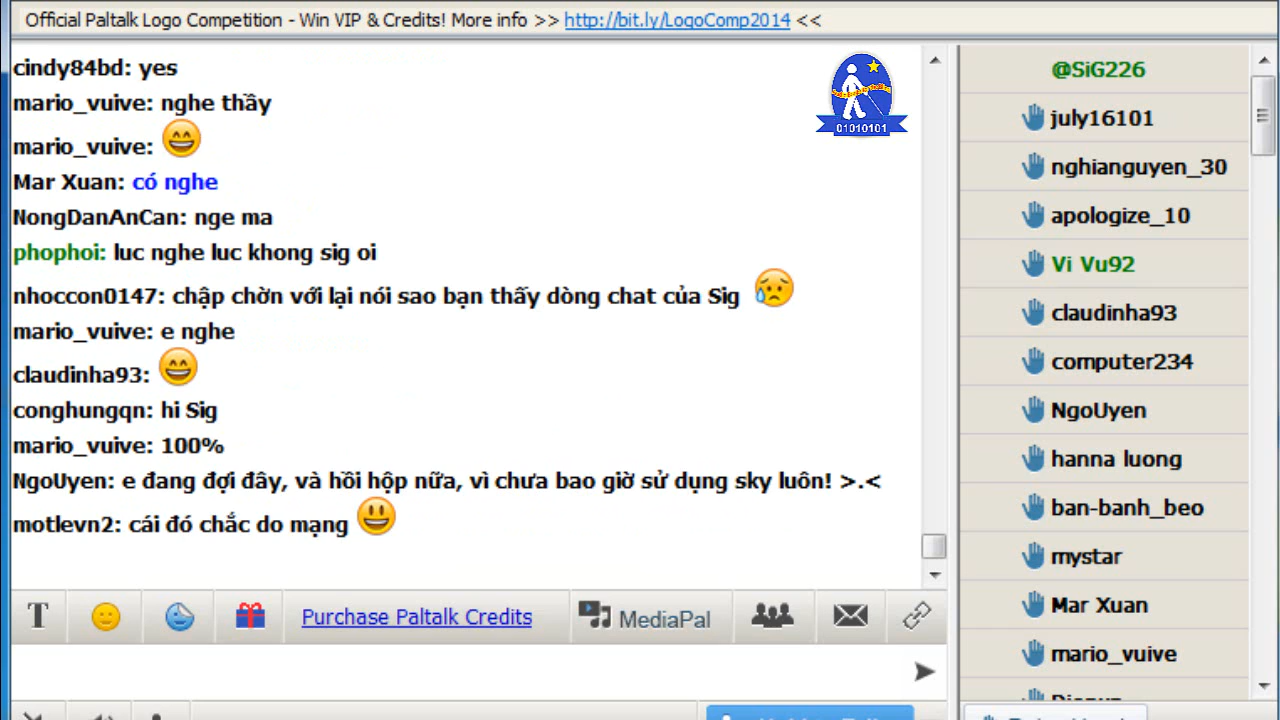 Official Paltalk Logo Competition - Win VIP & Credits! More info >> http://bit.ly/LogoComp2014 <<
cindy84bd: yes
mario_vuive: nghe thầy
mario_vuive:
Mar Xuan: có nghe
NongDanAnCan: nge ma
phophoi: luc nghe luc khong sig oi
nhoccon0147: chập chờn với lại nói sao bạn thấy dòng chat của Sig
mario_vuive: e nghe
claudinha93:
conghungqn: hi Sig
mario_vuive: 100%
NgoUyen: e đang đợi đây, và hồi hộp nữa, vì chưa bao giờ sử dụng sky luôn! >.<
motlevn2: cái đó chắc do mạng
01010101
T
Purchase Paltalk Credits
MediaPal
@SiG226
july16101
nghianguyen_30
apologize_10
Vi Vu92
claudinha93
computer234
NgoUyen
hanna luong
ban-banh_beo
mystar
Mar Xuan
mario_vuive